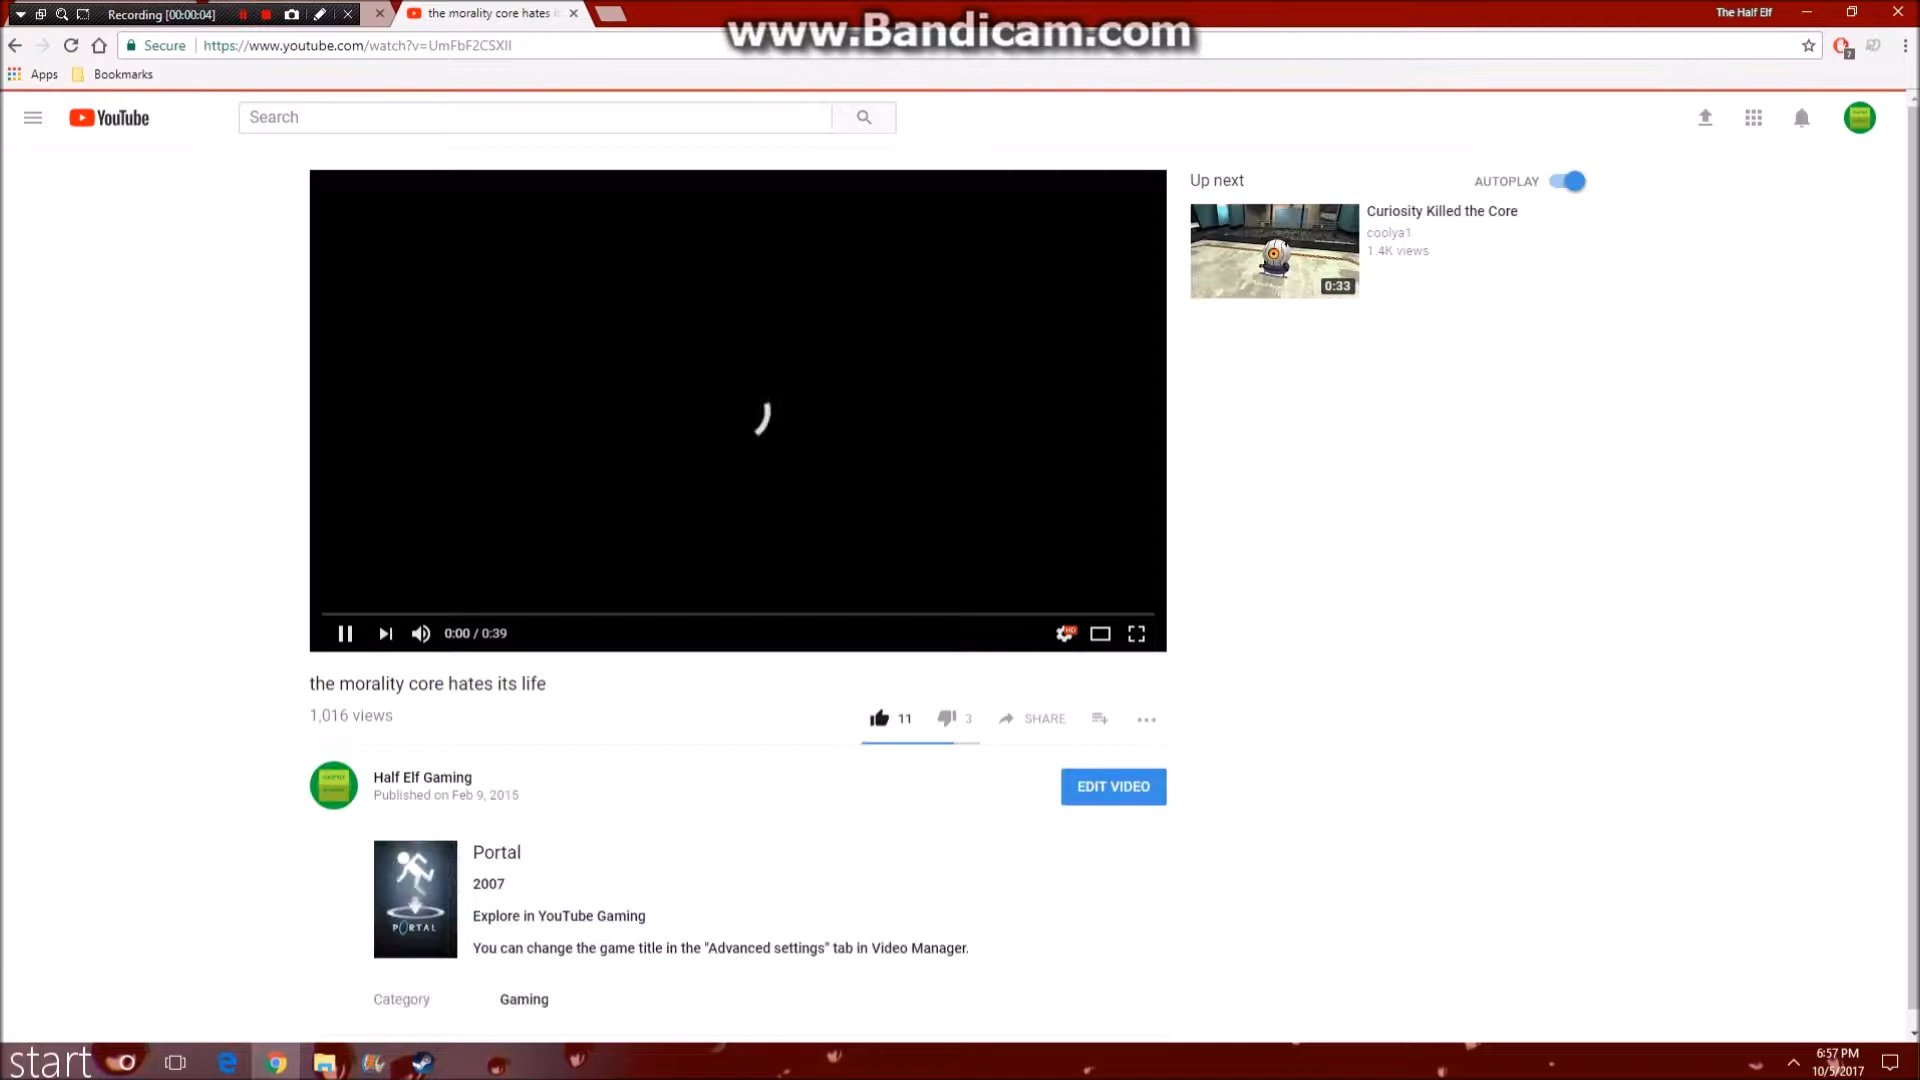 Recording [00:00:04]
the morality core hates i
www.Bandicam.com
The Half Elf
Secure
https://www.youtube.com/watch?v=UmFbF2CSXII
7
Apps
Bookmarks
YouTube
Search
Up next
AUTOPLAY
Curiosity Killed the Core
coolya1
1.4K views
0:33
0:00 / 0:39
HD
the morality core hates its life
1,016 views
11
3
SHARE
Half Elf Gaming
Published on Feb 9, 2015
EDIT VIDEO
PORTAL
Portal
2007
Explore in YouTube Gaming
You can change the game title in the "Advanced settings" tab in Video Manager.
Category
Gaming
start
6:57 PM
10/5/2017